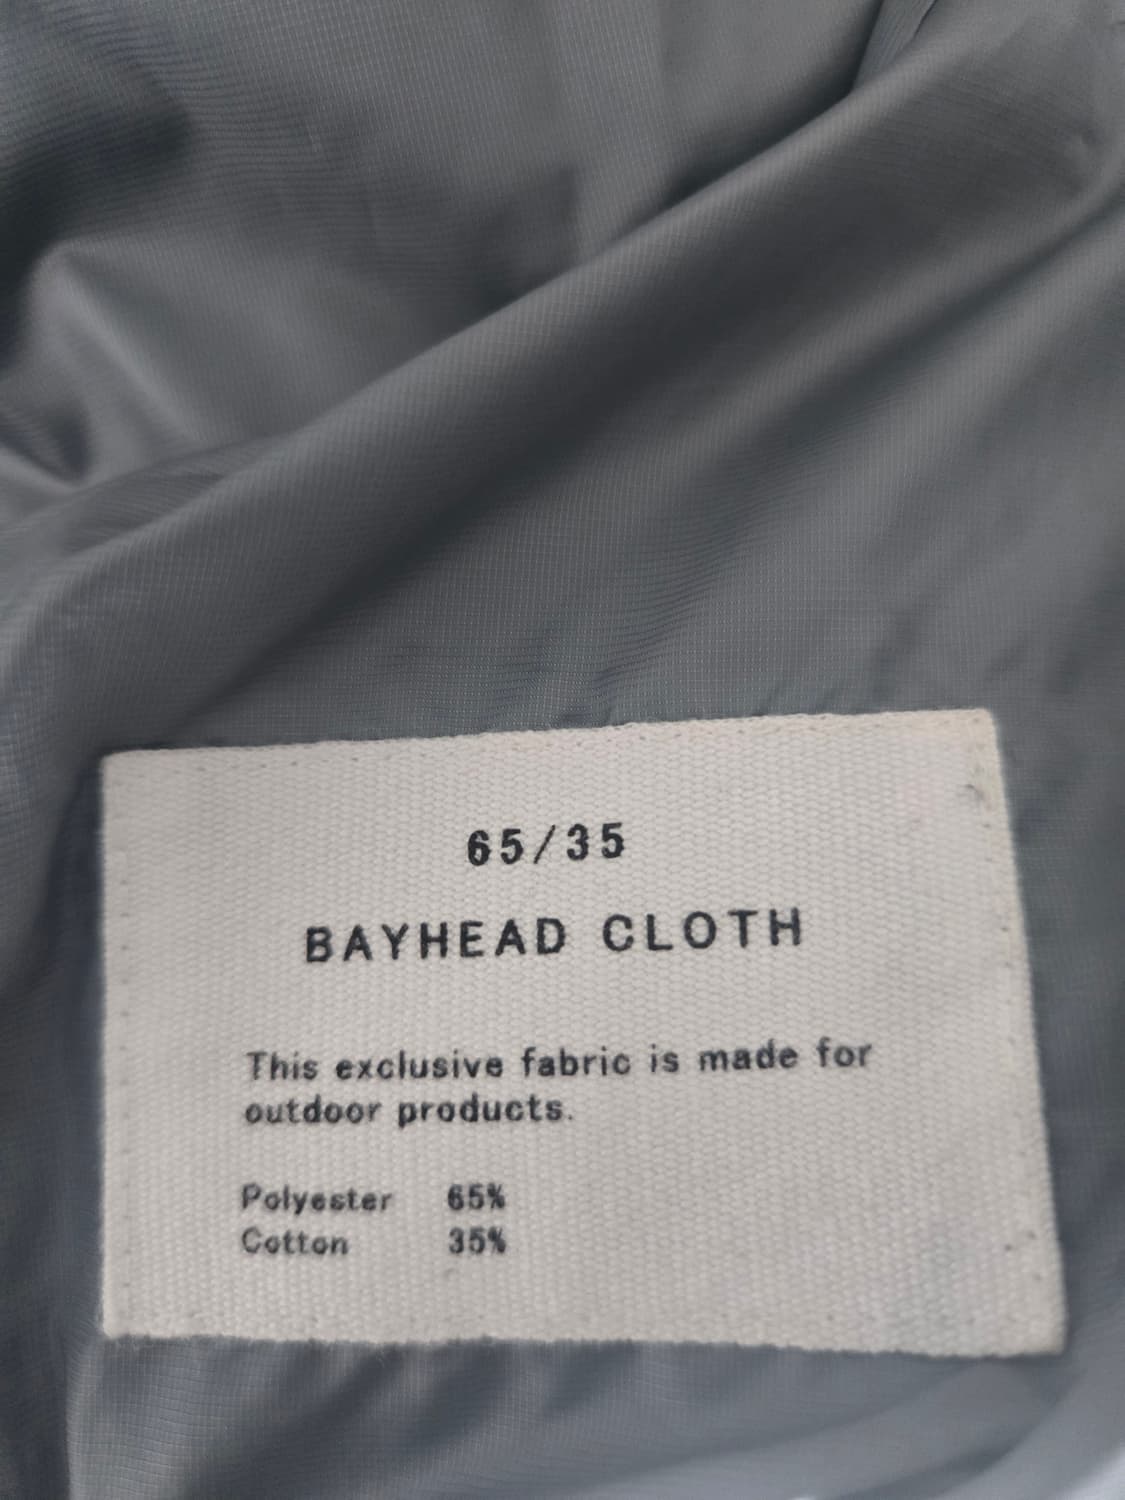 65/35
BAYHEAD CLOTH
This exclusive fabric is made for
outdoor products.
Polyester 65%
Cotton 35%